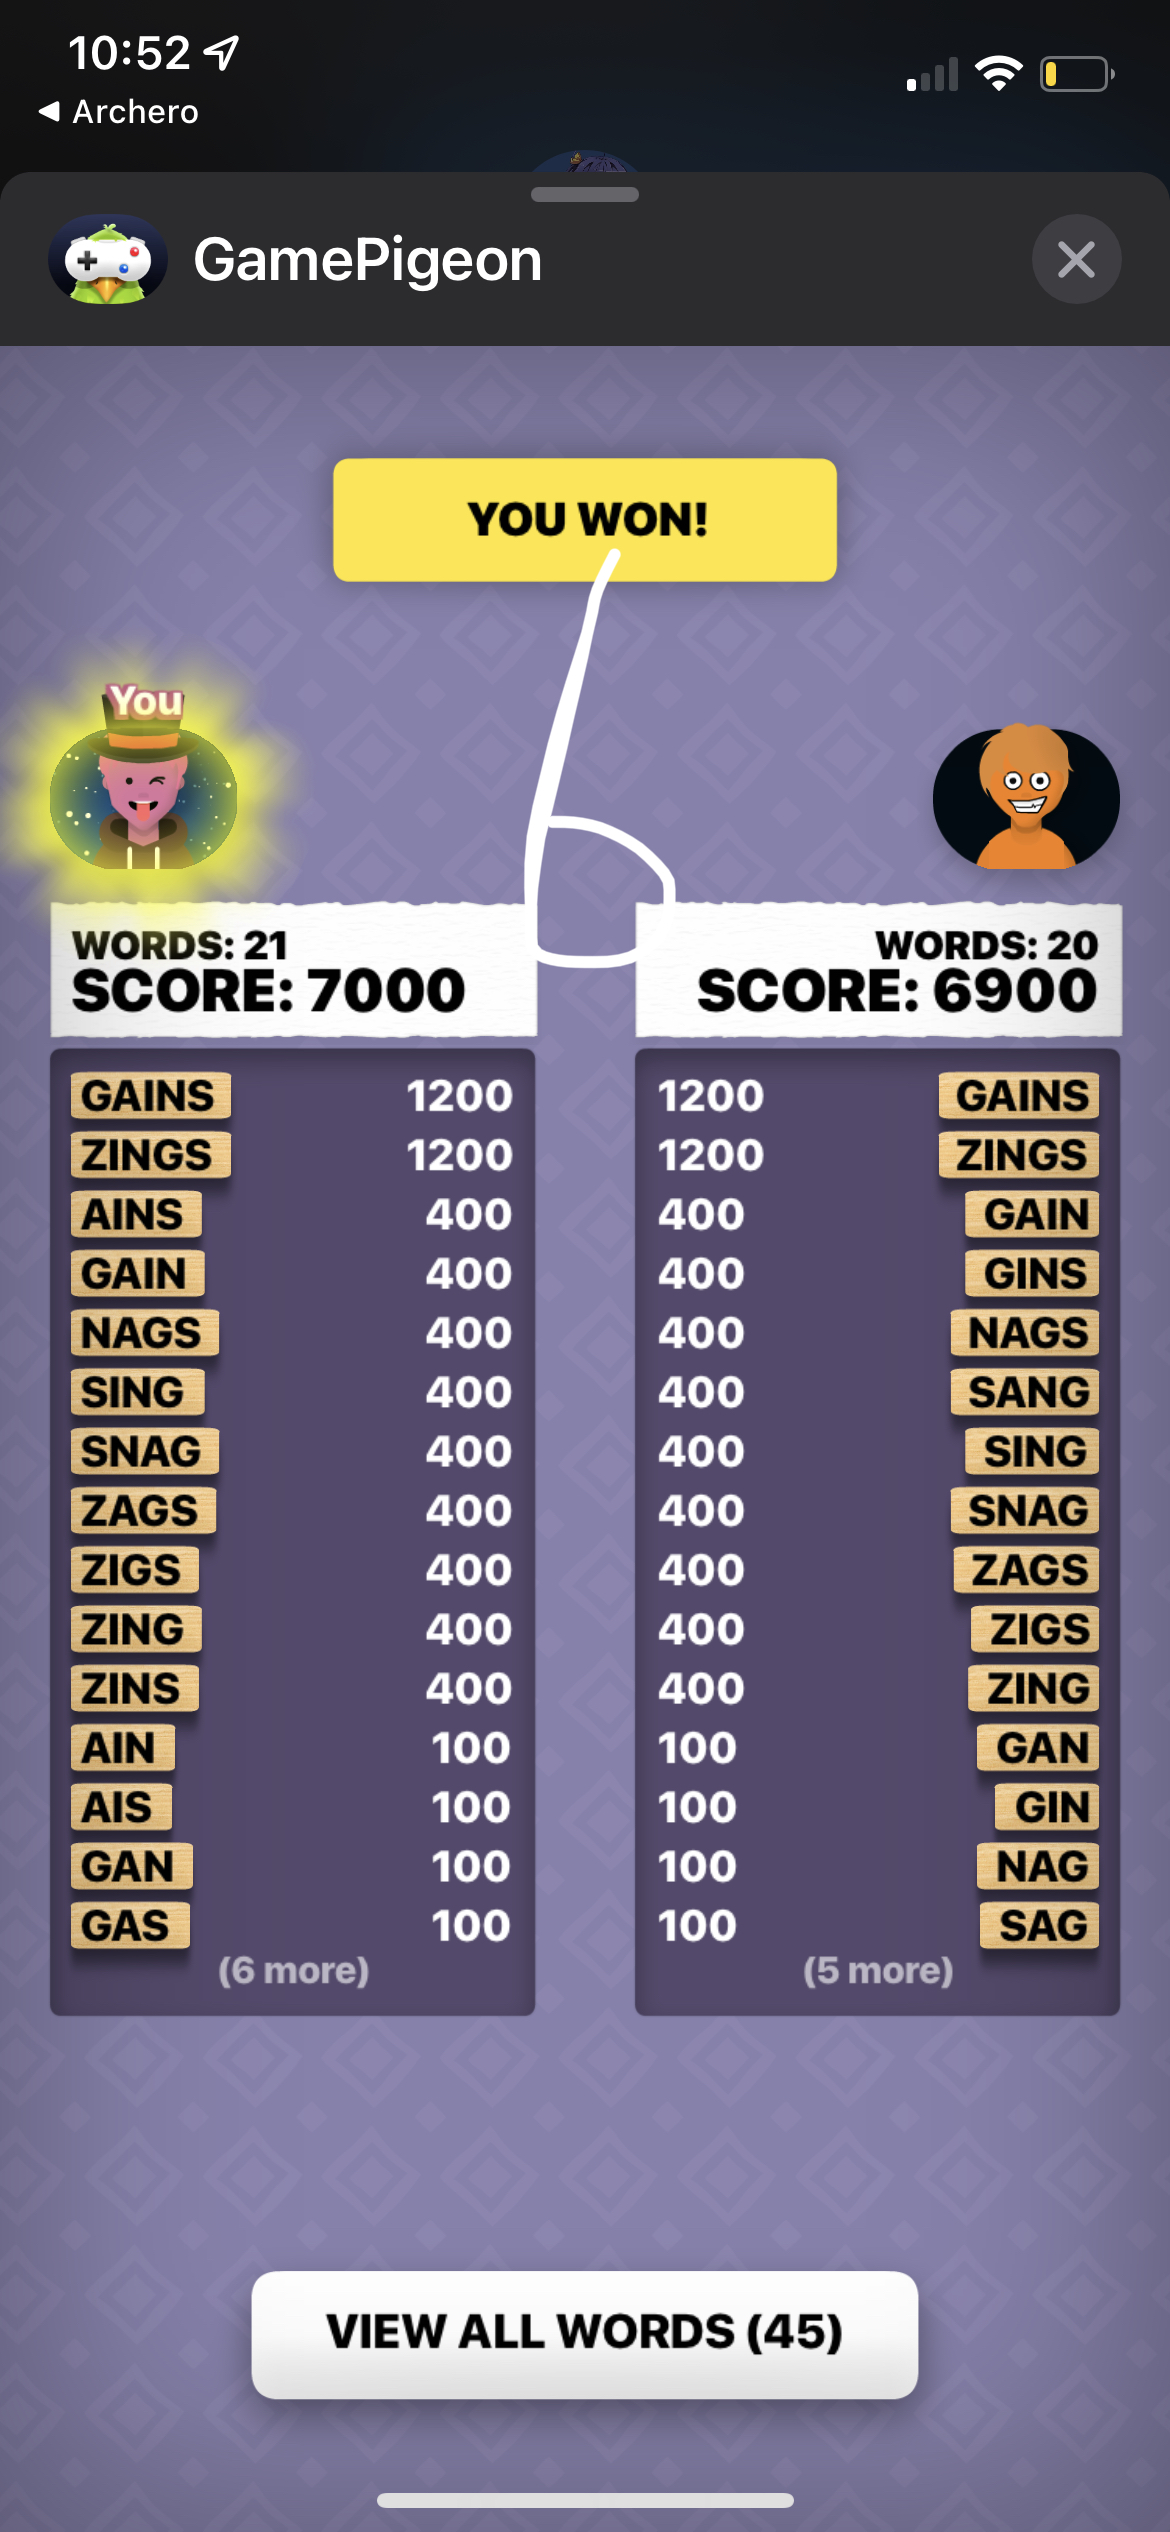 10:52
◀ Archero
GamePigeon
YOU WON!
You
WORDS: 21
SCORE: 7000
WORDS: 20
SCORE: 6900
GAINS 1200
ZINGS 1200
AINS 400
GAIN 400
NAGS 400
SING 400
SNAG 400
ZAGS 400
ZIGS 400
ZING 400
ZINS 400
AIN 100
AIS 100
GAN 100
GAS 100
(6 more)
1200 GAINS
1200 ZINGS
400 GAIN
400 GINS
400 NAGS
400 SANG
400 SING
400 SNAG
400 ZAGS
400 ZIGS
400 ZING
100 GAN
100 GIN
100 NAG
100 SAG
(5 more)
VIEW ALL WORDS (45)